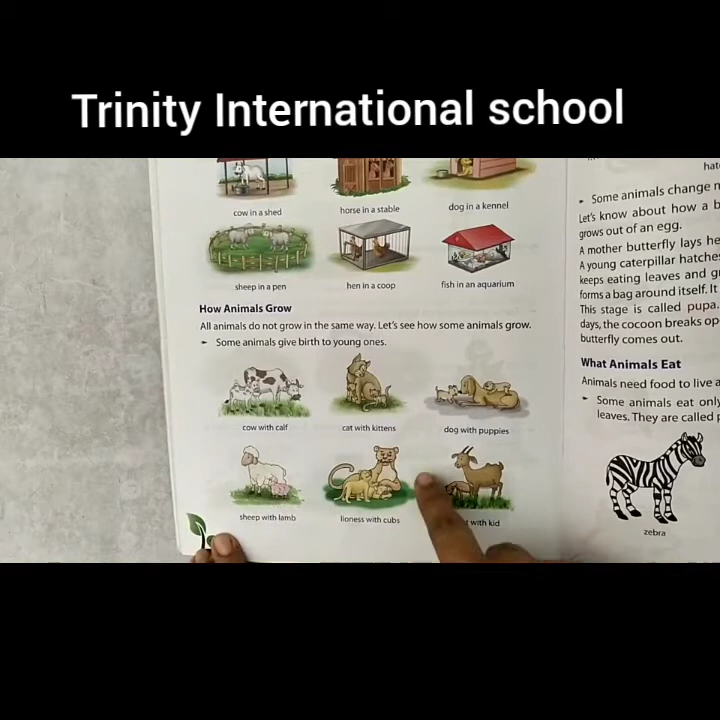 Trinity International school
cow in a shed
horse in a stable
dog in a kennel
sheep in a pen
hen in a coop
fish in an aquarium
How Animals Grow
All animals do not grow in the same way. Let's see how some animals grow.
Some animals give birth to young ones.
cow with calf
cat with kittens
dog with puppies
sheep with lamb
lioness with cubs
with kid
Some animals change
Let's know about how a b
grows out of an egg.
A mother butterfly lays
A young caterpillar hatches
keeps eating leaves and
forms a bag around itself. It
This stage is called pupa.
days, the cocoon breaks
butterfly comes out.
What Animals Eat
Animals need food to live
Some animals eat only
leaves. They are called
zebra